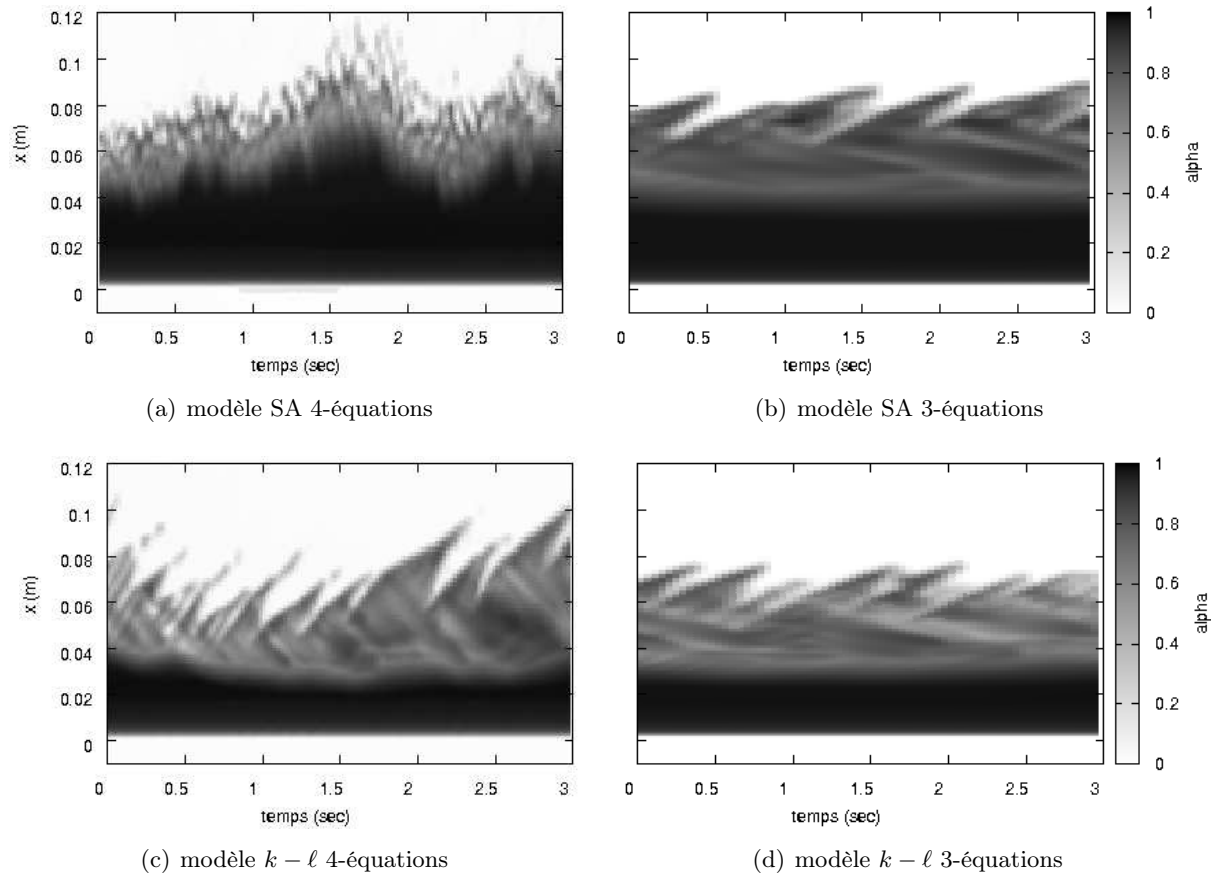 0.12
0.1
0.08
0.06
0.04
0.02
0
x (m)
0 0.5 1 1.5 2 2.5 3
temps (sec)
(a) modèle SA 4-équations
0 0.5 1 1.5 2 2.5 3
temps (sec)
1
0.8
0.6
0.4
0.2
0
alpha
(b) modèle SA 3-équations
0.12
0.1
0.08
0.06
0.04
0.02
0
x (m)
0 0.5 1 1.5 2 2.5 3
temps (sec)
(c) modèle k − ℓ 4-équations
0 0.5 1 1.5 2 2.5 3
temps (sec)
1
0.8
0.6
0.4
0.2
0
alpha
(d) modèle k − ℓ 3-équations